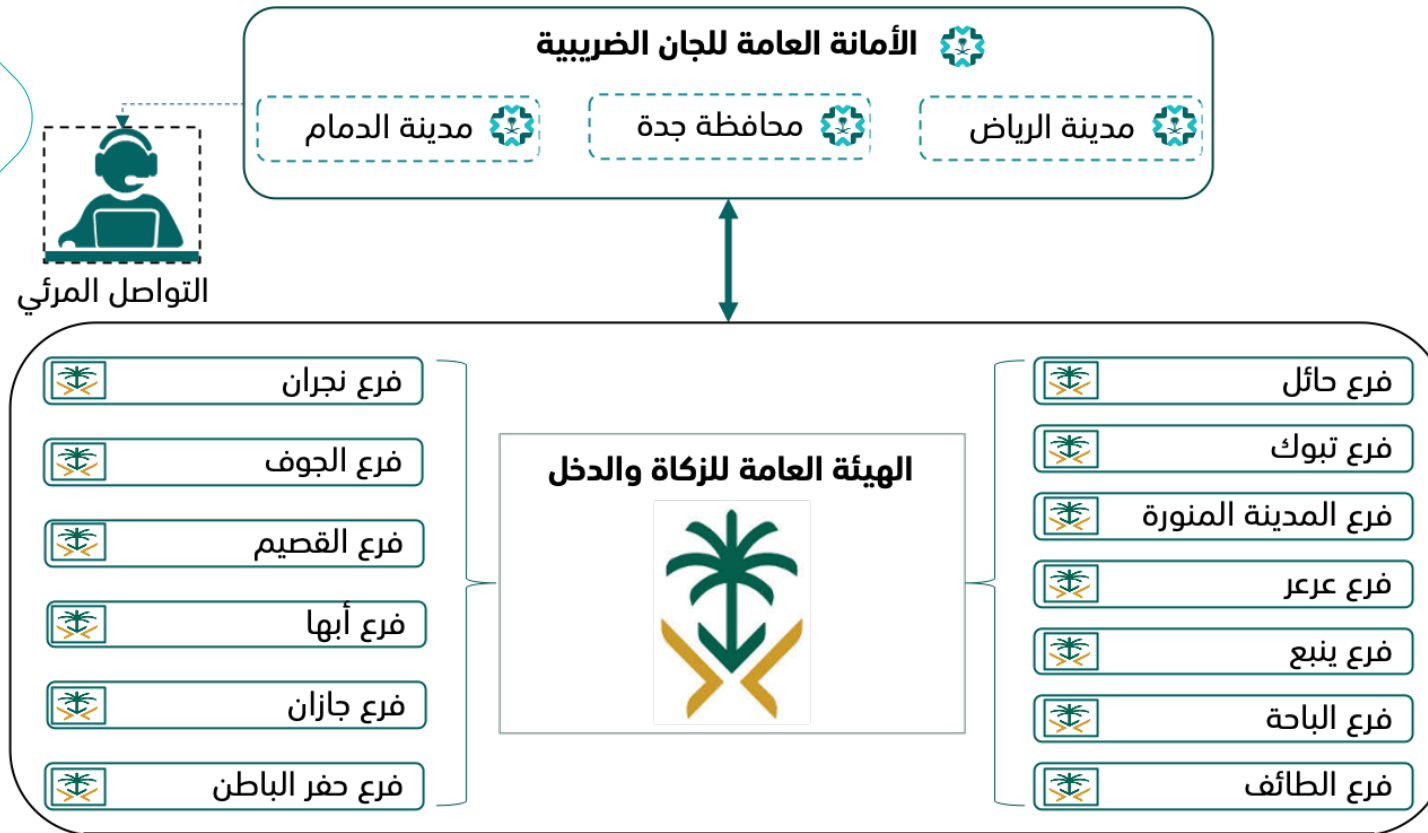 الأمانة العامة للجان الضريبية
مدينة الرياض
محافظة جدة
مدينة الدمام
التواصل المرئي
الهيئة العامة للزكاة والدخل
فرع حائل
فرع تبوك
فرع المدينة المنورة
فرع عرعر
فرع ينبع
فرع الباحة
فرع الطائف
فرع نجران
فرع الجوف
فرع القصيم
فرع أبها
فرع جازان
فرع حفر الباطن